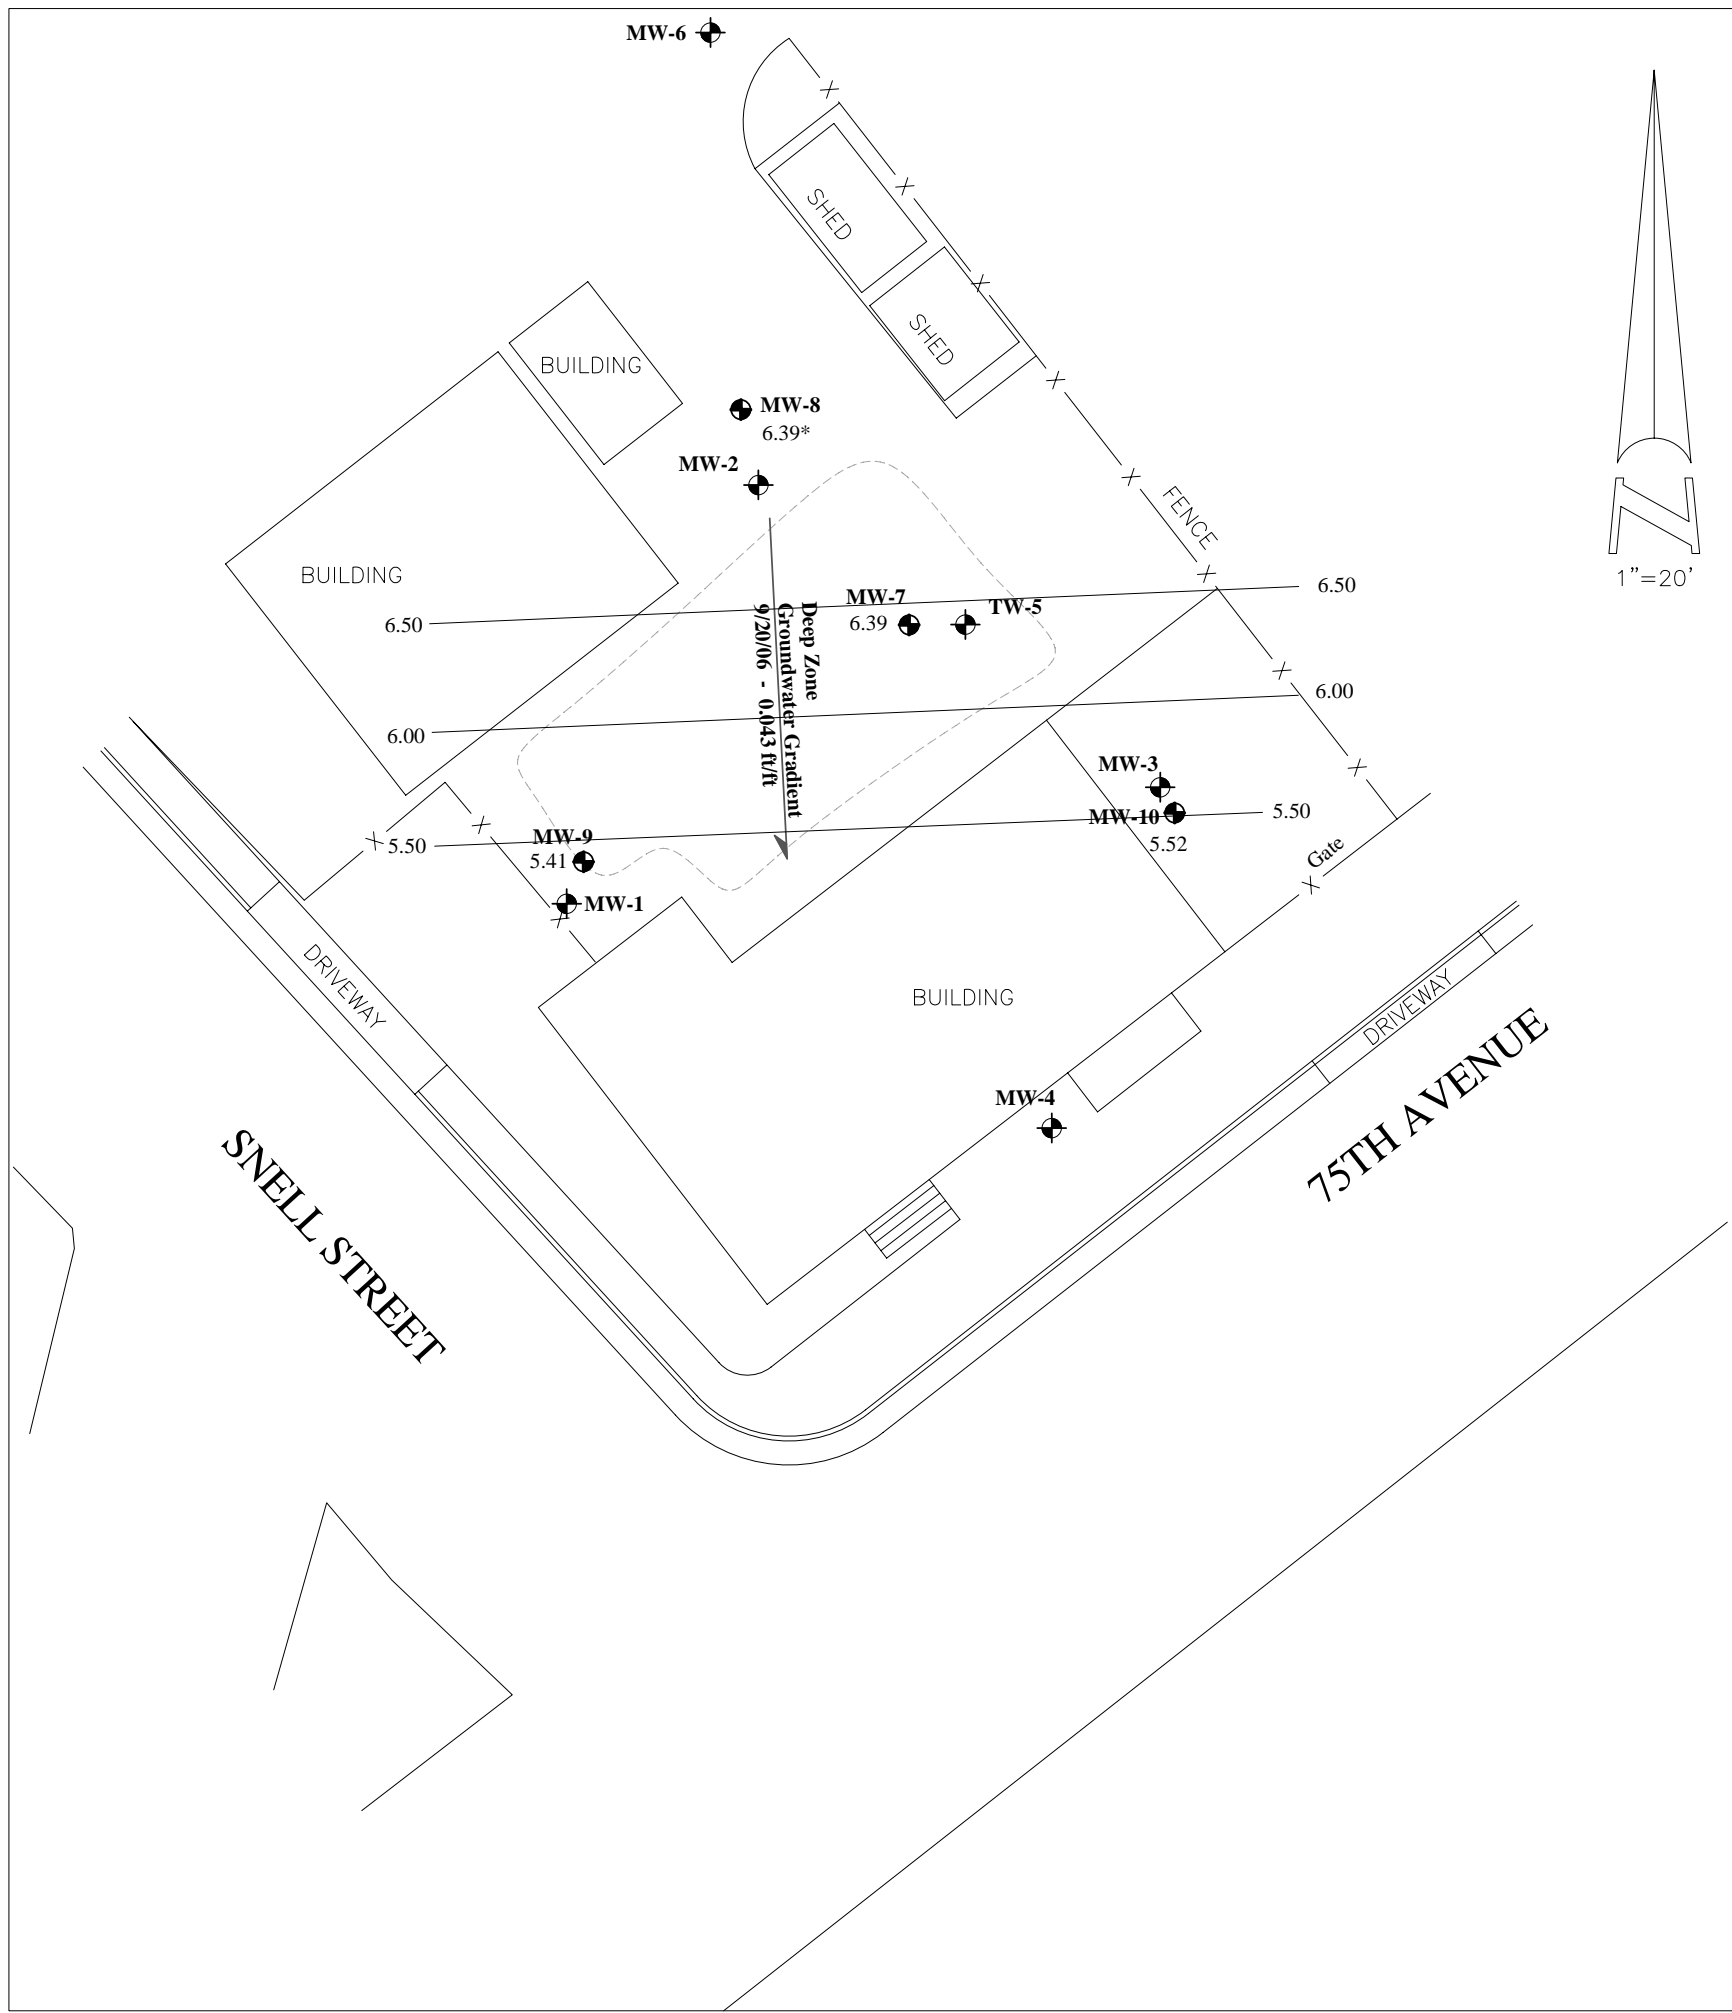 MW-6
SHED
SHED
BUILDING
MW-8
6.39*
MW-2
FENCE
BUILDING
1"=20'
N
6.50
6.50
MW-7
6.39
TW-5
Deep Zone
Groundwater Gradient
9/20/06 - 0.043 ft/ft
6.00
6.00
MW-3
MW-10
5.52
5.50
5.50
MW-9
5.41
MW-1
Gate
DRIVEWAY
BUILDING
DRIVEWAY
MW-4
75TH AVENUE
SNELL STREET